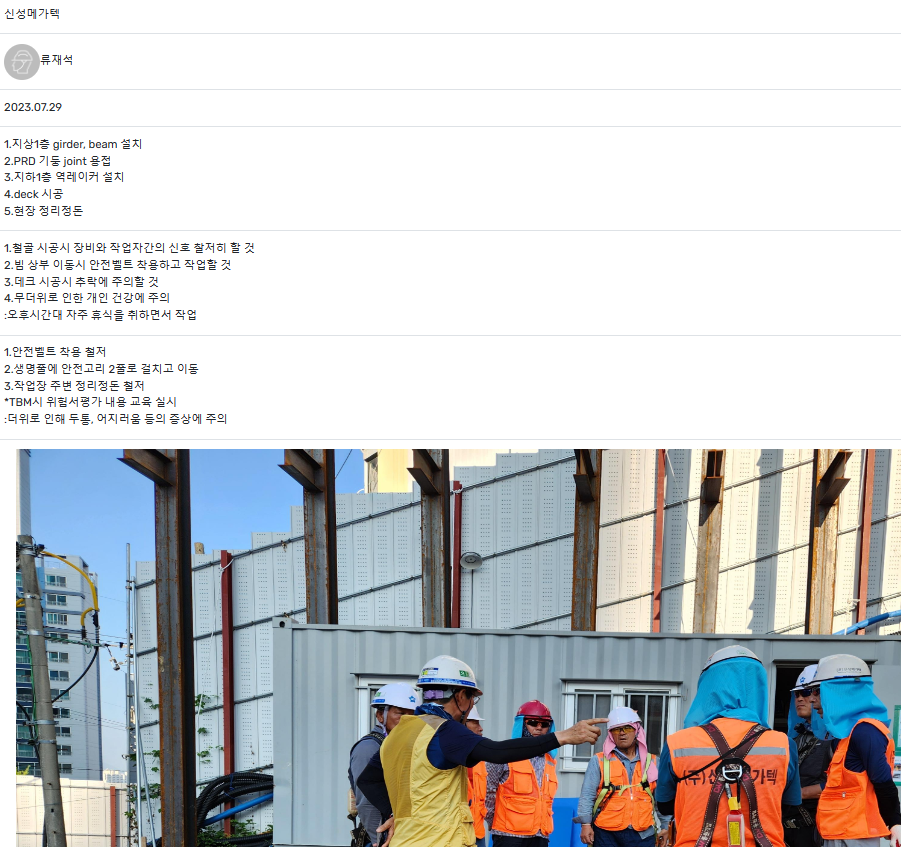 신성메가텍
류재석
2023.07.29
1.지상1층 girder, beam 설치
2.PRD 기둥 joint 용접
3.지하1층 역레이커 설치
4.deck 시공
5.현장 정리정돈
1.철골 시공시 장비와 작업자간의 신호 찰저히 할 것
2.빔 상부 이동시 안전벨트 착용하고 작업할 것
3.데크 시공시 추락에 주의할 것
4.무더위로 인한 개인 건강에 주의
:오후시간대 자주 휴식을 취하면서 작업
1.안전벨트 착용 철저
2.생명풀에 안전고리 2풀로 걸치고 이동
3.작업장 주변 정리정돈 철저
*TBM시 위험서평가 내용 교육 실시
:더위로 인해 두통, 어지러움 등의 증상에 주의
(주)신 가텍